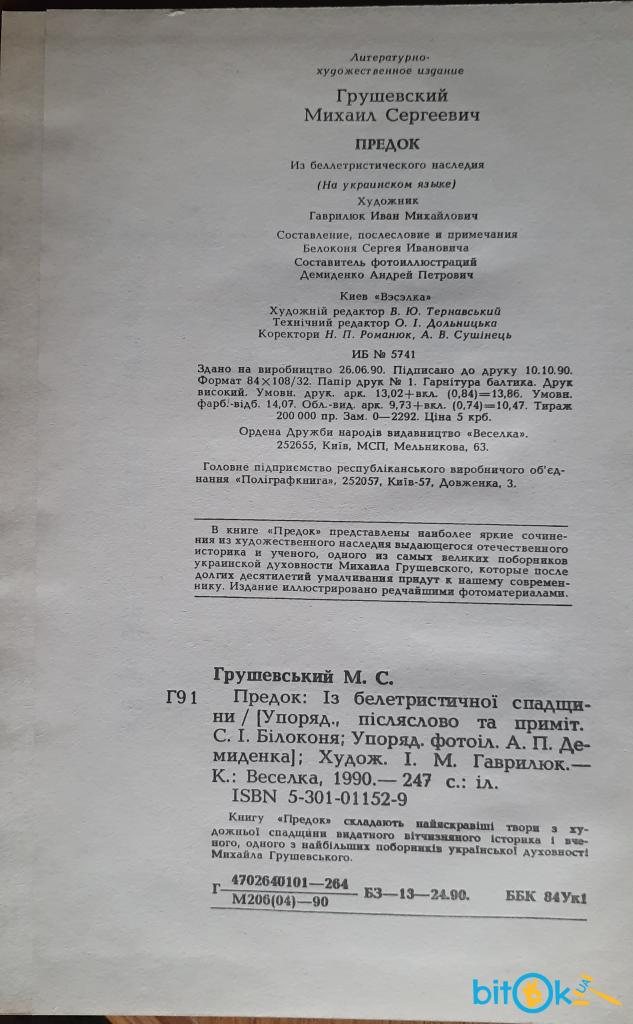 Литературно-
художественное издание
Грушевский
Михаил Сергеевич
ПРЕДОК
Из беллетристического наследия
(На украинском языке)
Художник
Гаврилюк Иван Михайлович
Составление, послесловие и примечания
Белоконя Сергея Ивановича
Составитель фотоиллюстраций
Демиденко Андрей Петрович
Киев «Вэсэлка»
Художній редактор В. Ю. Тернавський
Технічний редактор О. І. Дольницька
Коректори Н. П. Романюк, А. В. Сушінець
ИБ № 5741
Здано на виробництво 26.06.90. Підписано до друку 10.10.90.
Формат 84×108/32. Папір друк № 1. Гарнітура балтика. Друк
високий. Умовн. друк. арк. 13,02+вкл. (0,84)=13,86. Умовн.
фарб.-відб. 14,07. Обл.-вид. арк. 9,73+вкл. (0,74)=10,47. Тираж
200 000 пр. Зам. 0—2292. Ціна 5 крб.
Ордена Дружби народів видавництво «Веселка».
252655, Київ, МСП, Мельникова, 63.
Головне підприємство республіканського виробничого об'єд-
нання «Поліграфкнига», 252057, Київ-57, Довженка, 3.
В книге «Предок» представлены наиболее яркие сочине-
ния из художественного наследия выдающегося отечественного
историка и ученого, одного из самых великих поборников
украинской духовности Михаила Грушевского, которые после
долгих десятилетий умалчивания придут к нашему современ-
нику. Издание иллюстрировано редчайшими фотоматериалами.
Грушевський М. С.
Г91 Предок: Із белетристичної спадщи-
ни / [Упоряд., післяслово та приміт.
С. І. Білоконя; Упоряд. фотоіл. А. П. Де-
миденка]; Худож. І. М. Гаврилюк.—
К.: Веселка, 1990.— 247 с.: іл.
ISBN 5-301-01152-9
Книгу «Предок» складають найяскравіші твори з ху-
дожньої спадщини видатного вітчизняного історика і вче-
ного, одного з найбільших поборників української духовності
Михайла Грушевського.
Г 4702640101—264
М206(04)—90
БЗ—13—24.90. ББК 84Ук1
bitok UA